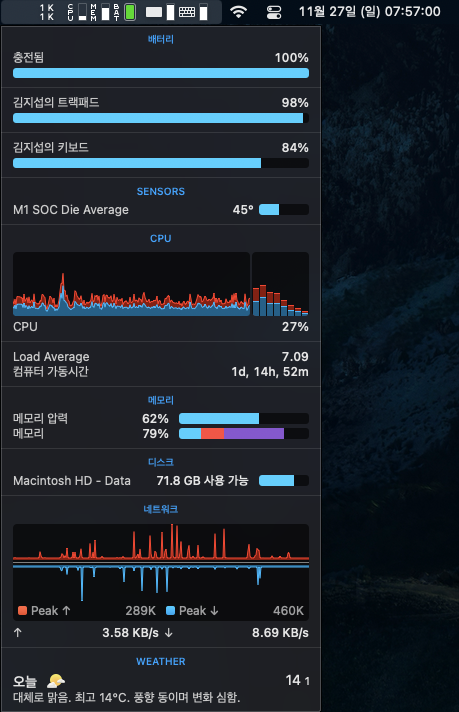 1 K
1 K
CPU MEM BAT
11월 27일 (일) 07:57:00
배터리
충전됨 100%
김지섭의 트랙패드 98%
김지섭의 키보드 84%
SENSORS
M1 SOC Die Average 45°
CPU
CPU 27%
Load Average 7.09
컴퓨터 가동시간 1d, 14h, 52m
메모리
메모리 압력 62%
메모리 79%
디스크
Macintosh HD - Data 71.8 GB 사용 가능
네트워크
Peak ↑ 289K Peak ↓ 460K
↑ 3.58 KB/s ↓ 8.69 KB/s
WEATHER
오늘 14 1
대체로 맑음. 최고 14°C. 풍향 동이며 변화 심함.